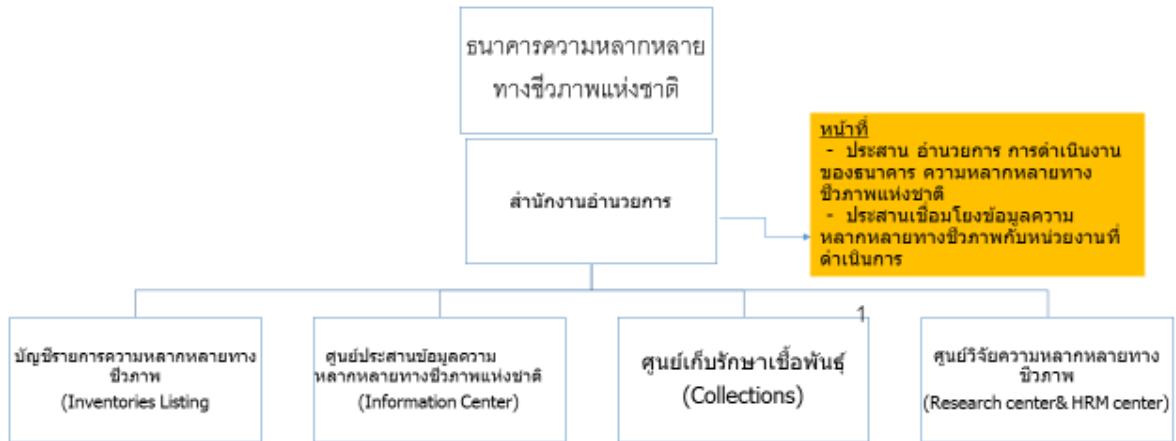 ธนาคารความหลากหลาย
ทางชีวภาพแห่งชาติ
สำนักงานอำนวยการ
หน้าที่
- ประสาน อำนวยการ การดำเนินงาน
ของธนาคาร ความหลากหลายทาง
ชีวภาพแห่งชาติ
- ประสานเชื่อมโยงข้อมูลความ
หลากหลายทางชีวภาพกับหน่วยงานที่
ดำเนินการ
บัญชีรายการความหลากหลายทาง
ชีวภาพ
(Inventories Listing
ศูนย์ประสานข้อมูลความ
หลากหลายทางชีวภาพแห่งชาติ
(Information Center)
1
ศูนย์เก็บรักษาเชื้อพันธุ์
(Collections)
ศูนย์วิจัยความหลากหลายทาง
ชีวภาพ
(Research center& HRM center)